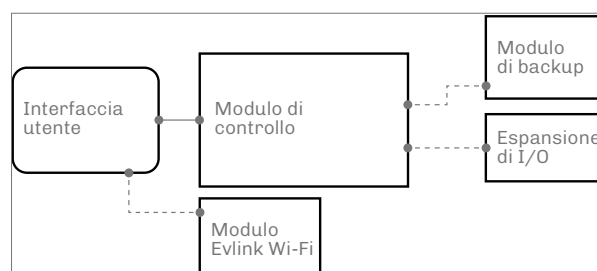 Modulo
di backup
Interfaccia
utente
Modulo di
controllo
Espansione
di I/O
Modulo
Evlink Wi-Fi